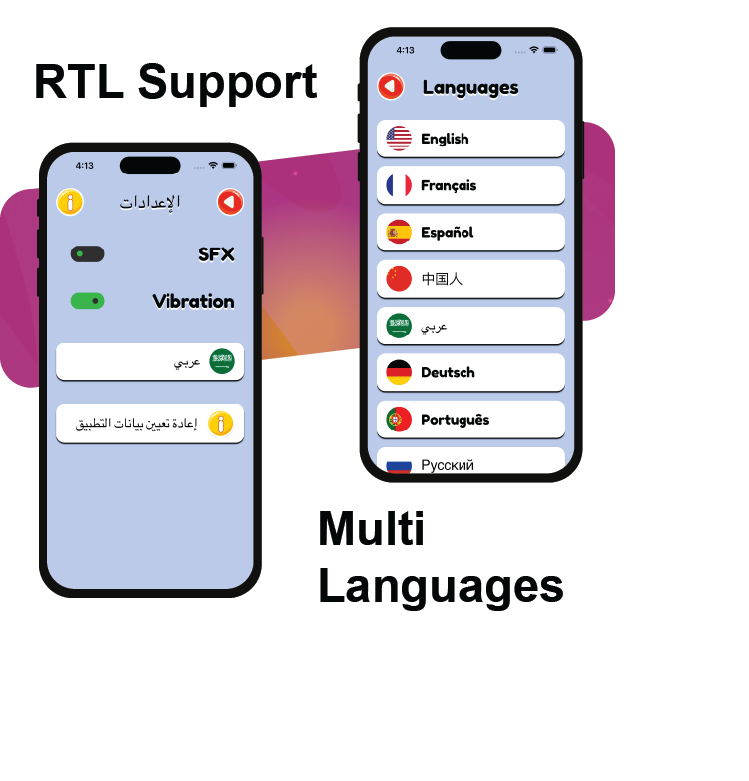 RTL Support
4:13
الإعدادات
SFX
Vibration
عربي
إعادة تعيين بيانات التطبيق
4:13
Languages
English
Français
Español
中国人
عربي
Deutsch
Portuguēs
Русский
Multi
Languages